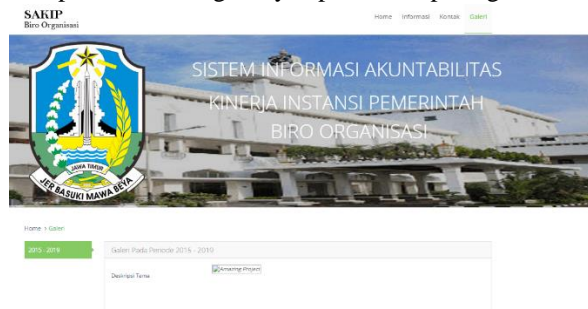 SAKIP
Biro Organisasi
Home Informasi Kontak Galeri
SISTEM INFORMASI AKUNTABILITAS
KINERJA INSTANSI PEMERINTAH
BIRO ORGANISASI
JAWA TIMUR
JER BASUKI MAWA BEYA
Home › Galeri
2015 - 2019
Galeri Pada Periode 2015 - 2019
Deskripsi Tema
Amazing Project